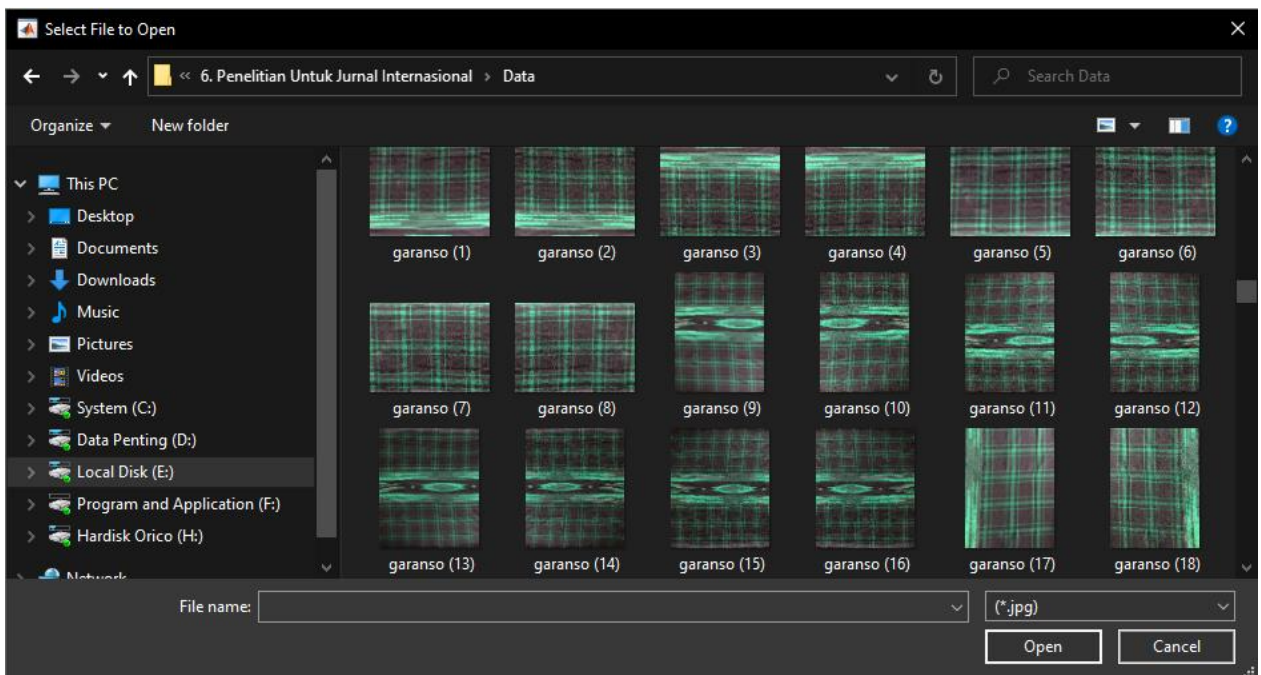 Select File to Open
« 6. Penelitian Untuk Jurnal Internasional > Data
Search Data
Organize
New folder
This PC
Desktop
Documents
Downloads
Music
Pictures
Videos
System (C:)
Data Penting (D:)
Local Disk (E:)
Program and Application (F:)
Hardisk Orico (H:)
Network
garanso (1) garanso (2) garanso (3) garanso (4) garanso (5) garanso (6)
garanso (7) garanso (8) garanso (9) garanso (10) garanso (11) garanso (12)
garanso (13) garanso (14) garanso (15) garanso (16) garanso (17) garanso (18)
File name:
(*.jpg)
Open
Cancel